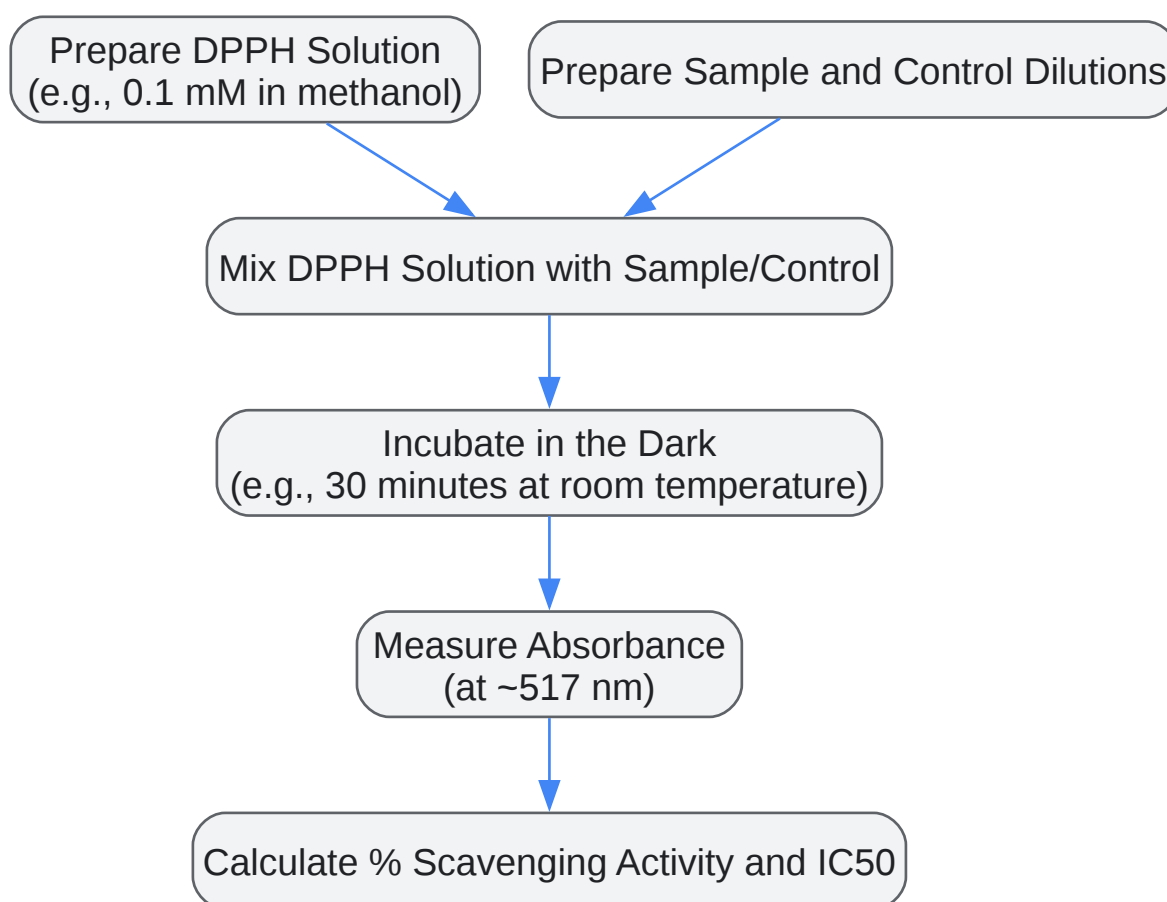 Prepare DPPH Solution
(e.g., 0.1 mM in methanol)
Prepare Sample and Control Dilutions
Mix DPPH Solution with Sample/Control
Incubate in the Dark
(e.g., 30 minutes at room temperature)
Measure Absorbance
(at ~517 nm)
Calculate % Scavenging Activity and IC50